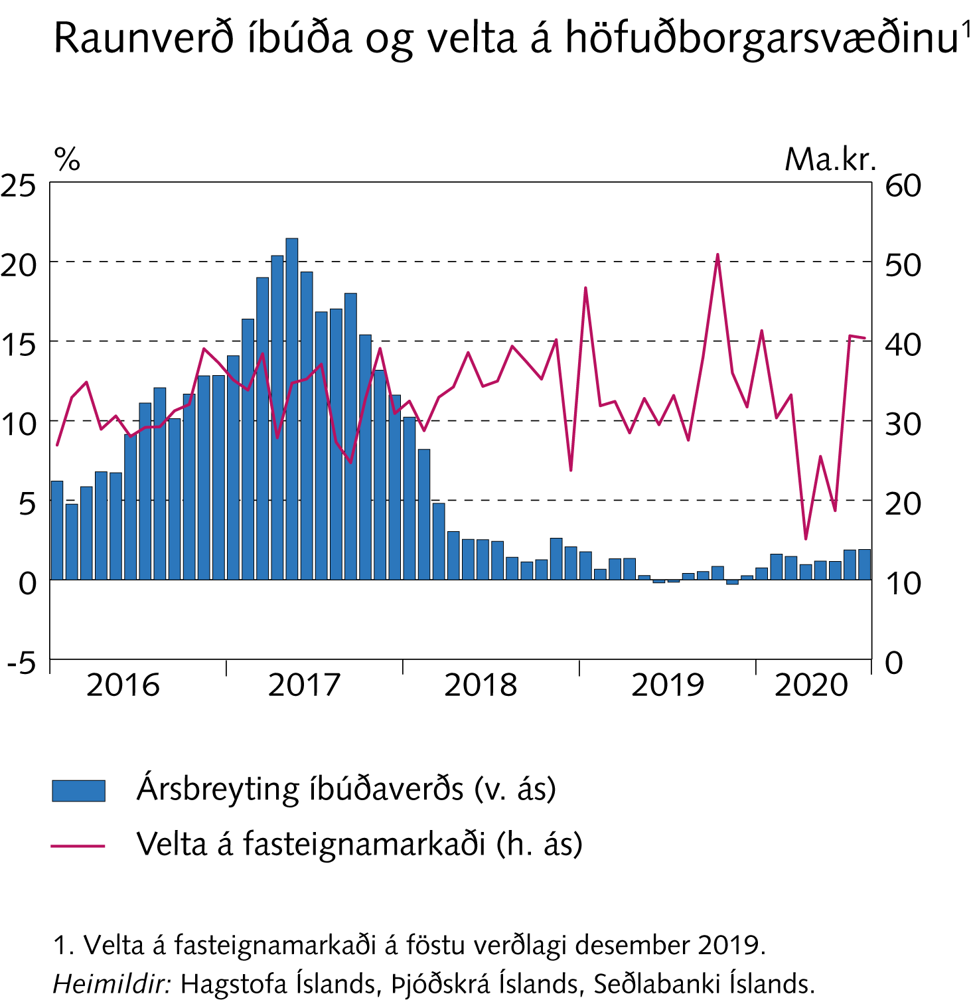 Raunverð íbúða og velta á höfuðborgarsvæðinu¹
% Ma.kr.
25 60
20 50
15 40
10 30
5 20
0 10
-5 0
2016 2017 2018 2019 2020
Ársbreyting íbúðaverðs (v. ás)
Velta á fasteignamarkaði (h. ás)
1. Velta á fasteignamarkaði á föstu verðlagi desember 2019.
Heimildir: Hagstofa Íslands, Þjóðskrá Íslands, Seðlabanki Íslands.